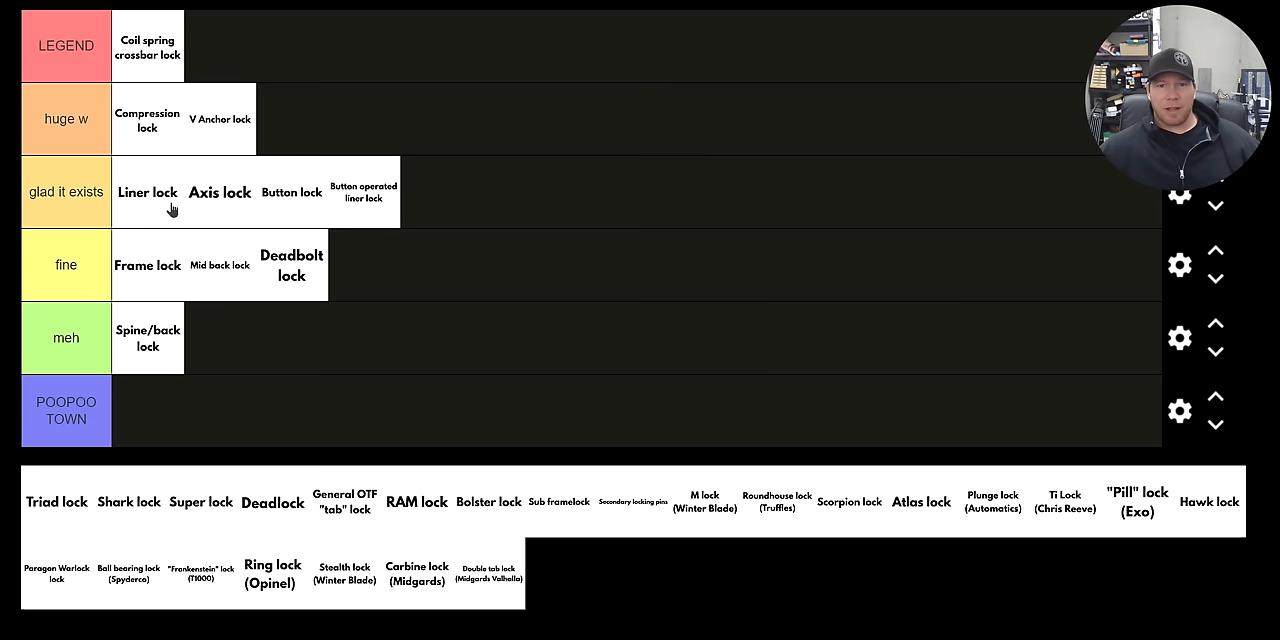 LEGEND
Coil spring
crossbar lock
huge w
Compression
lock
V Anchor lock
glad it exists
Liner lock
Axis lock
Button lock
Button operated
liner lock
fine
Frame lock
Mid back lock
Deadbolt
lock
meh
Spine/back
lock
POOPOO
TOWN
Triad lock
Shark lock
Super lock
Deadlock
General OTF
"tab" lock
RAM lock
Bolster lock
Sub framelock
Secondary locking pins
M lock
(Winter Blade)
Roundhouse lock
(Truffles)
Scorpion lock
Atlas lock
Plunge lock
(Automatics)
Ti Lock
(Chris Reeve)
"Pill" lock
(Exo)
Hawk lock
Paragon Warlock
lock
Ball bearing lock
(Spyderco)
"Frankenstein" lock
(T1000)
Ring lock
(Opinel)
Stealth lock
(Winter Blade)
Carbine lock
(Midgards)
Double tab lock
(Midgards Valhalla)